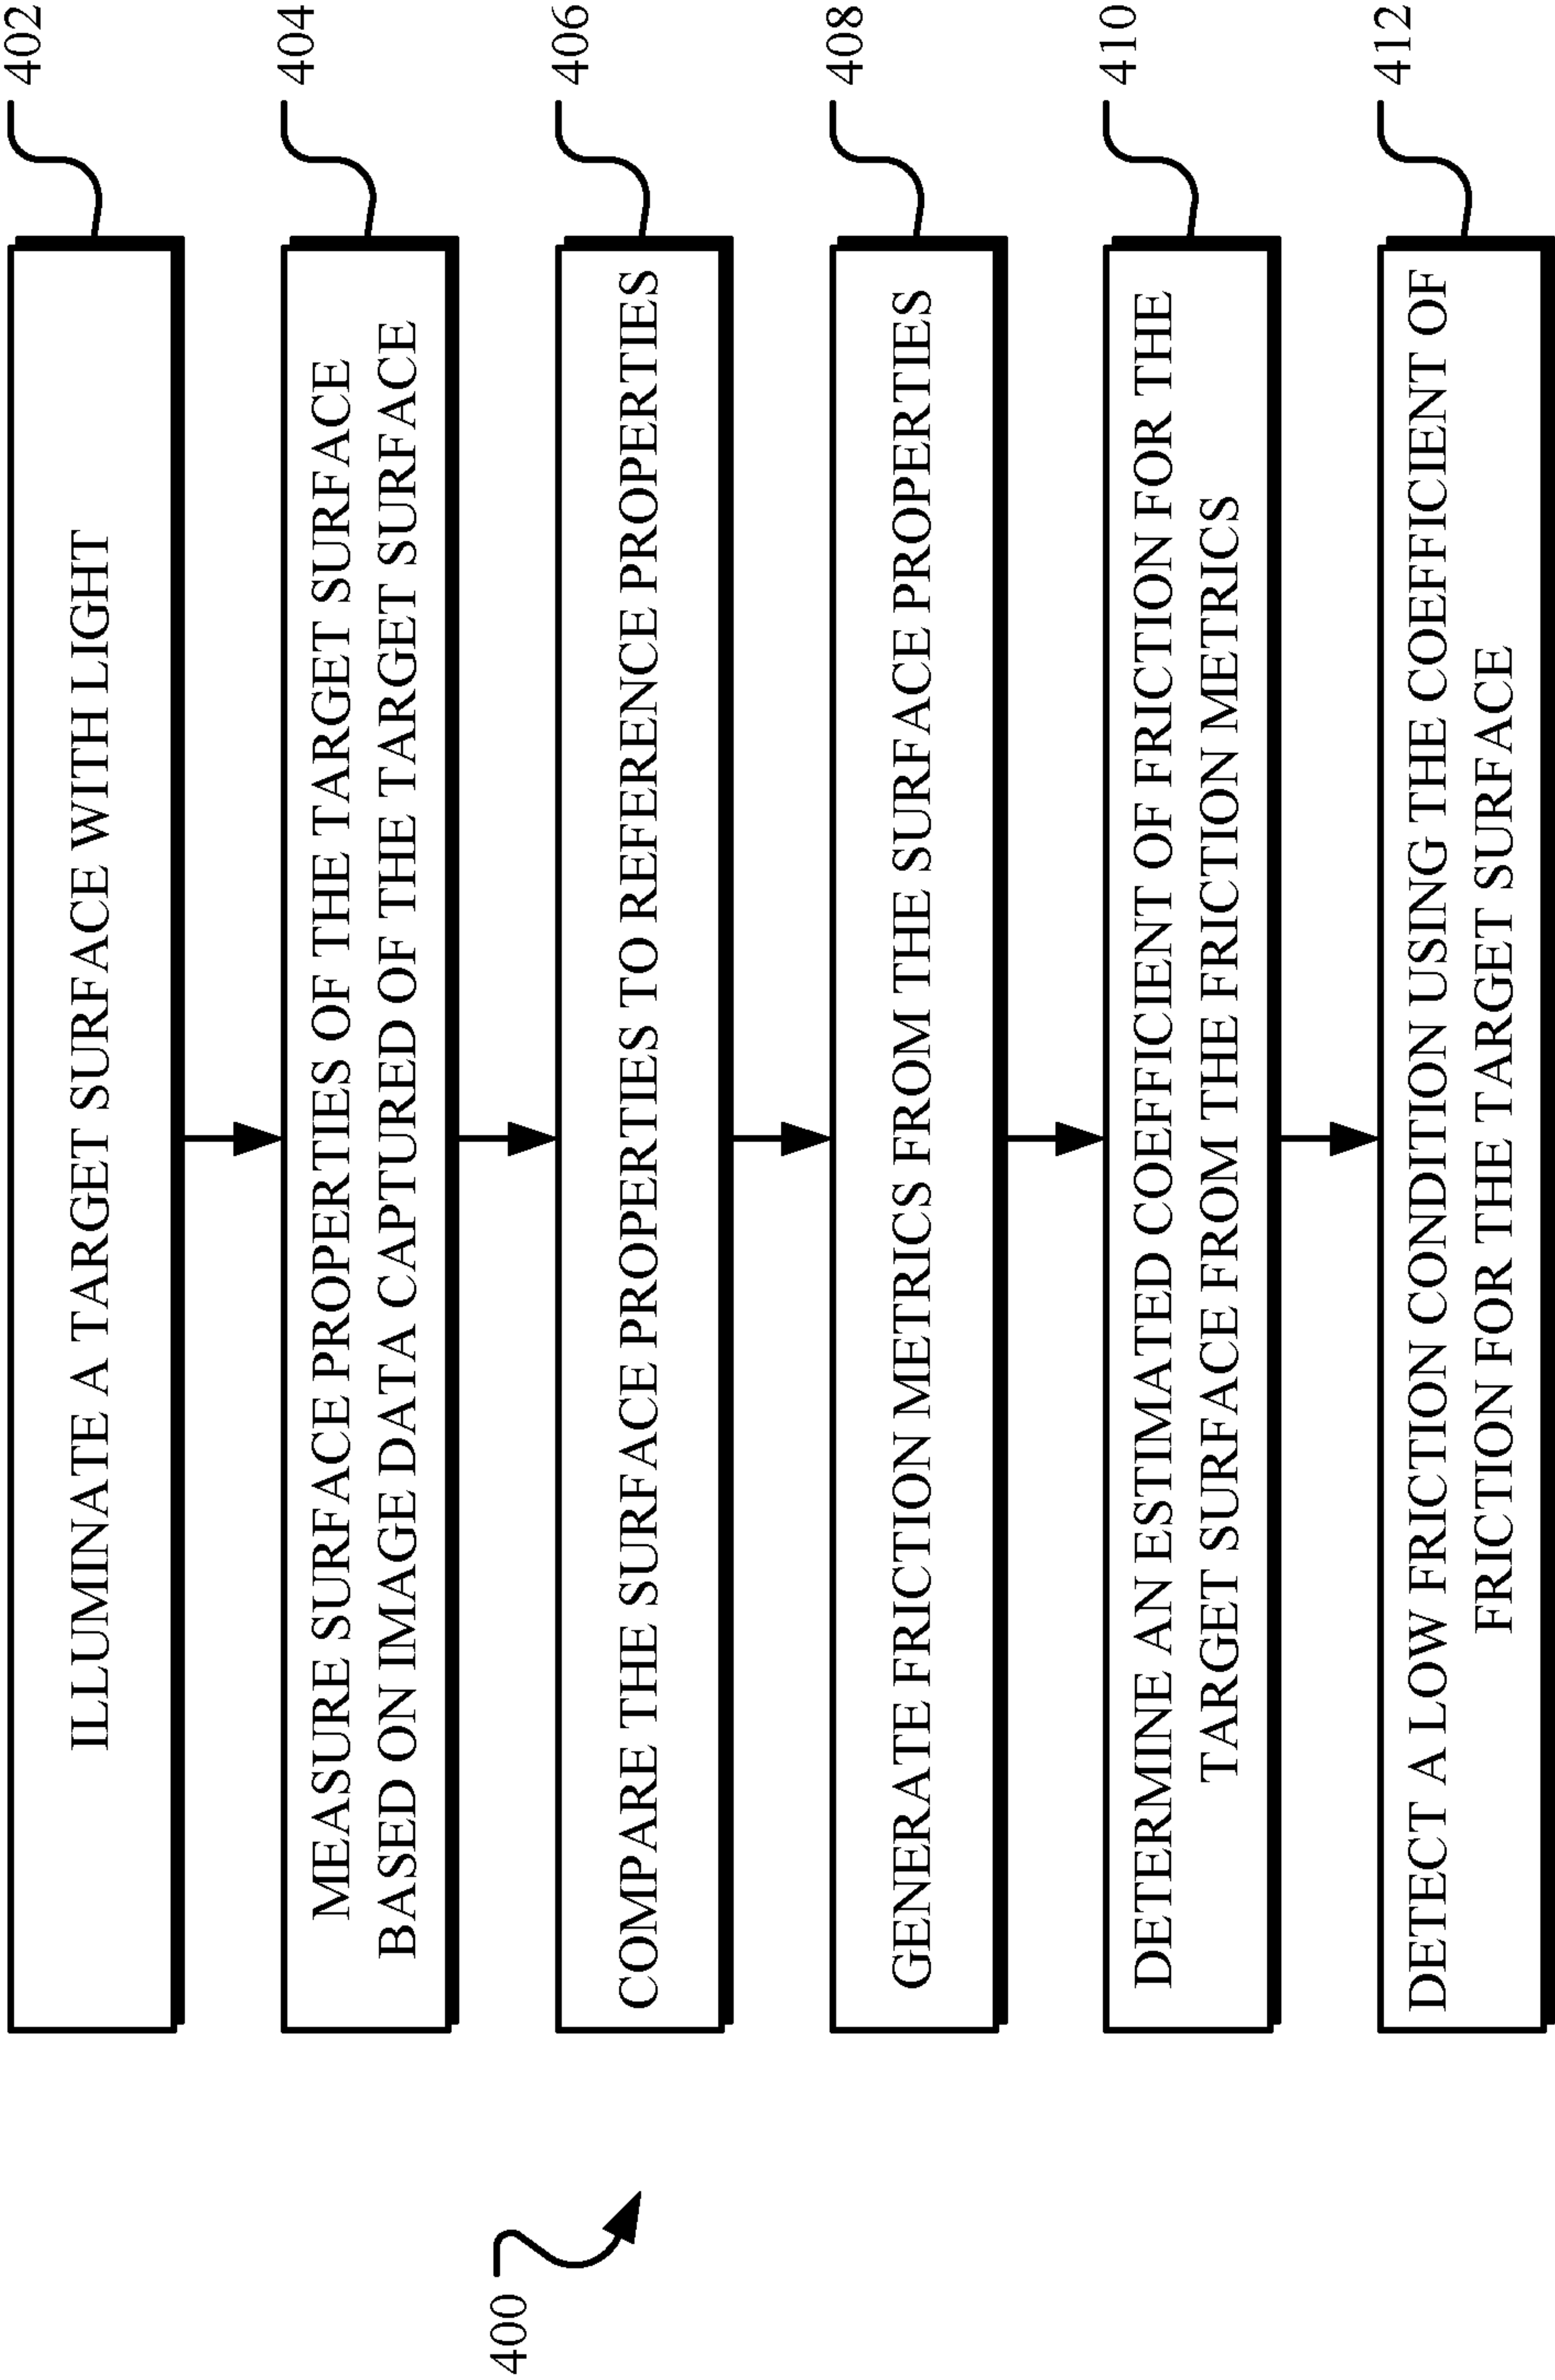 400
ILLUMINATE A TARGET SURFACE WITH LIGHT
402
MEASURE SURFACE PROPERTIES OF THE TARGET SURFACE
BASED ON IMAGE DATA CAPTURED OF THE TARGET SURFACE
404
COMPARE THE SURFACE PROPERTIES TO REFERENCE PROPERTIES
406
GENERATE FRICTION METRICS FROM THE SURFACE PROPERTIES
408
DETERMINE AN ESTIMATED COEFFICIENT OF FRICTION FOR THE
TARGET SURFACE FROM THE FRICTION METRICS
410
DETECT A LOW FRICTION CONDITION USING THE COEFFICIENT OF
FRICTION FOR THE TARGET SURFACE
412